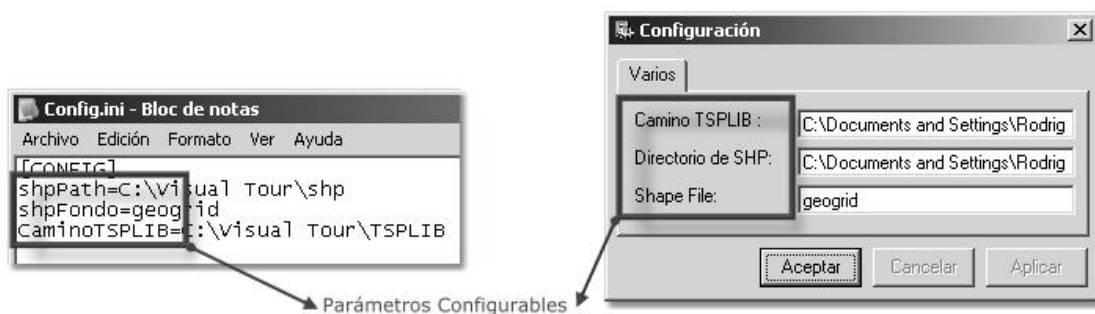 Config.ini - Bloc de notas
Archivo Edición Formato Ver Ayuda
[CONFIG]
shpPath=C:\Visual Tour\shp
shpFondo=geogrid
CaminoTSPLIB=C:\Visual Tour\TSPLIB
Configuración
Varios
Camino TSPLIB : C:\Documents and Settings\Rodrig
Directorio de SHP: C:\Documents and Settings\Rodrig
Shape File: geogrid
Aceptar Cancelar Aplicar
Parámetros Configurables